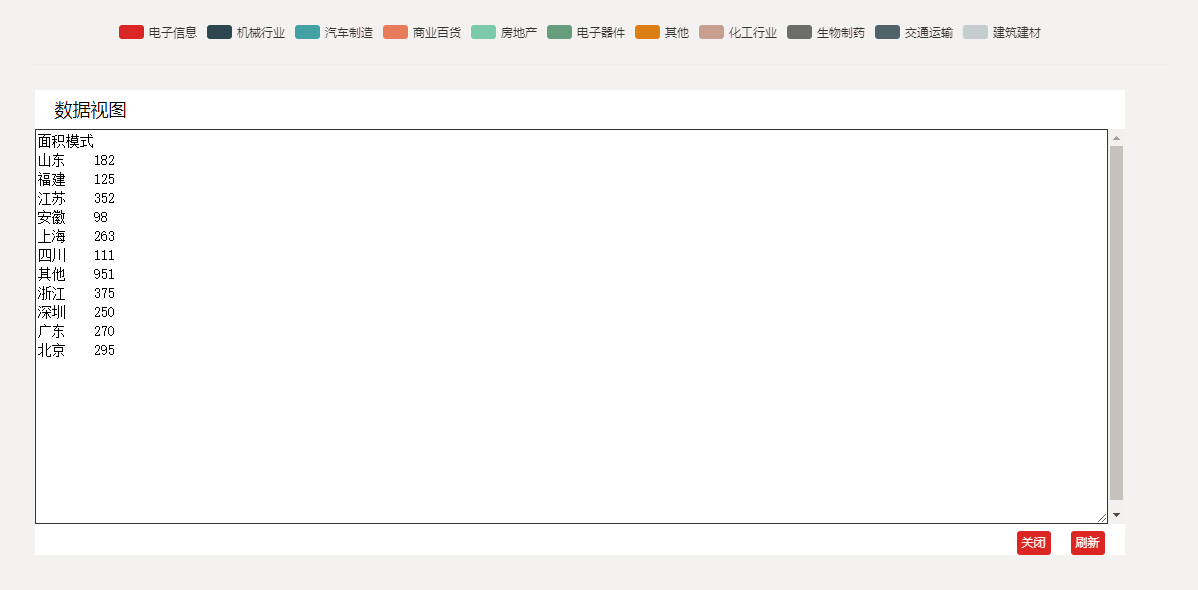 电子信息 机械行业 汽车制造 商业百货 房地产 电子器件 其他 化工行业 生物制药 交通运输 建筑建材
数据视图
面积模式
山东 182
福建 125
江苏 352
安徽 98
上海 263
四川 111
其他 951
浙江 375
深圳 250
广东 270
北京 295
关闭 刷新